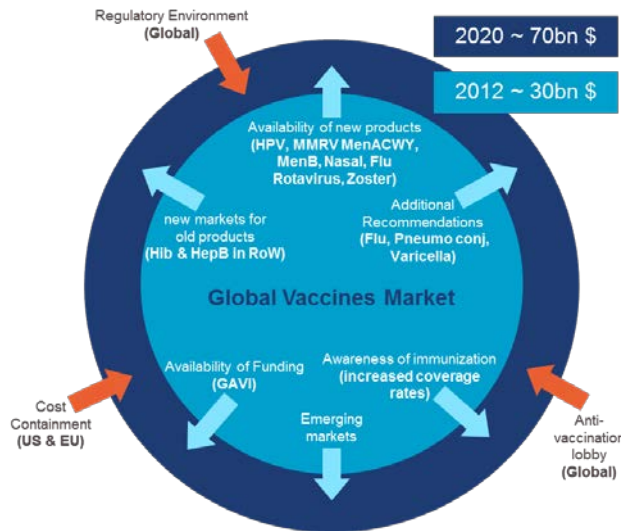 Regulatory Environment
(Global)
2020 ~ 70bn $
2012 ~ 30bn $
Availability of new products
(HPV, MMRV MenACWY,
MenB, Nasal, Flu
Rotavirus, Zoster)
new markets for
old products
(Hib & HepB in RoW)
Additional
Recommendations
(Flu, Pneumo conj,
Varicella)
Global Vaccines Market
Availability of Funding
(GAVI)
Awareness of immunization
(increased coverage
rates)
Emerging
markets
Cost
Containment
(US & EU)
Anti-
vaccination
lobby
(Global)